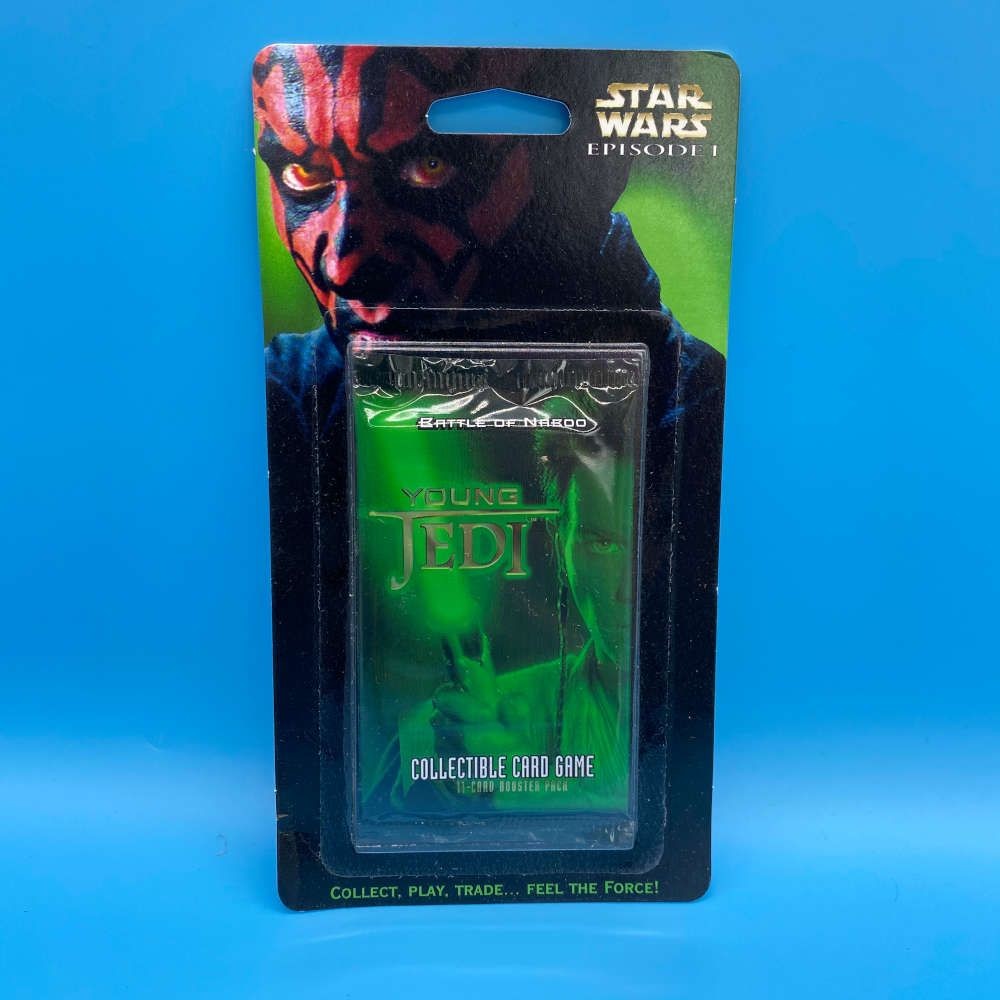 STAR
WARS
EPISODE I
BATTLE OF NABOO
YOUNG
JEDI™
COLLECTIBLE CARD GAME
11-CARD BOOSTER PACK
COLLECT, PLAY, TRADE... FEEL THE FORCE!